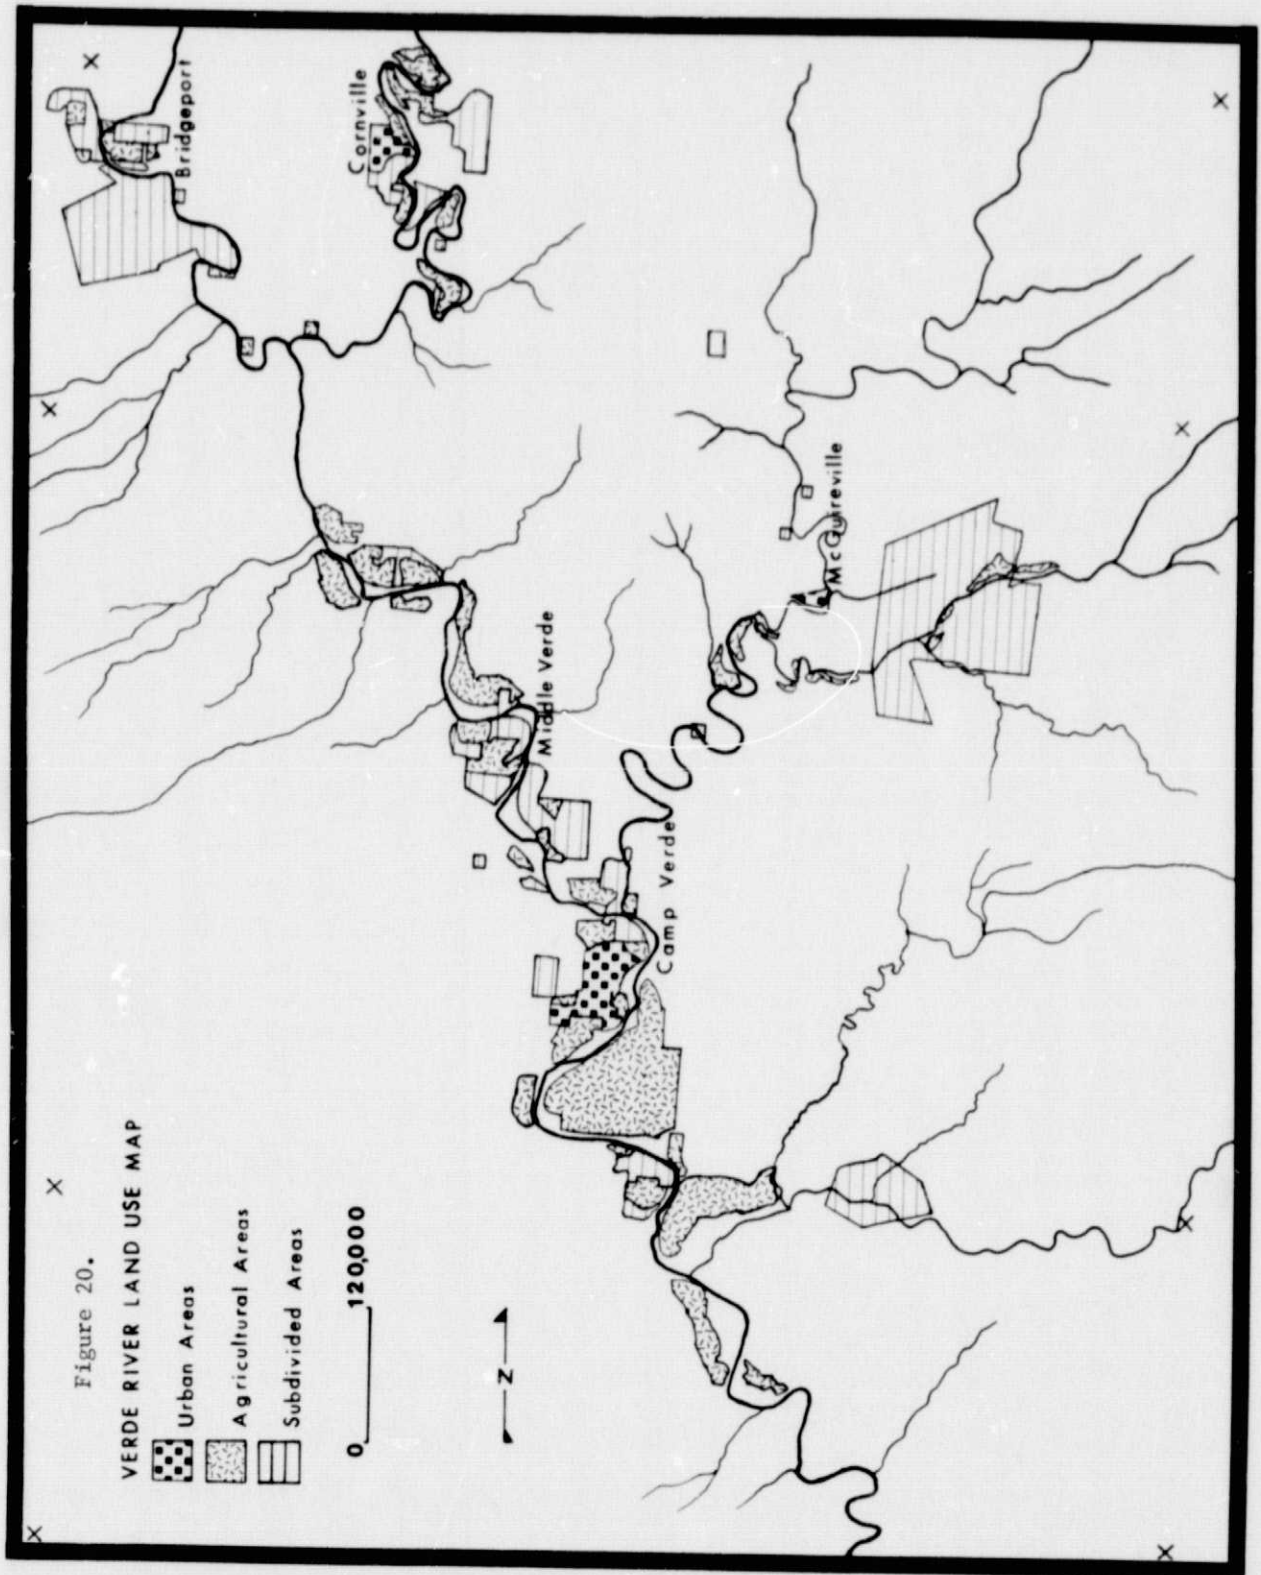 Figure 20.
VERDE RIVER LAND USE MAP
Urban Areas
Agricultural Areas
Subdivided Areas
0 120,000
N
Bridgeport
Cornville
Middle Verde
McGuireville
Camp Verde